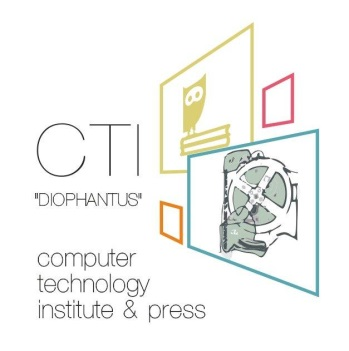 CTI
"DIOPHANTUS"
computer
technology
institute & press